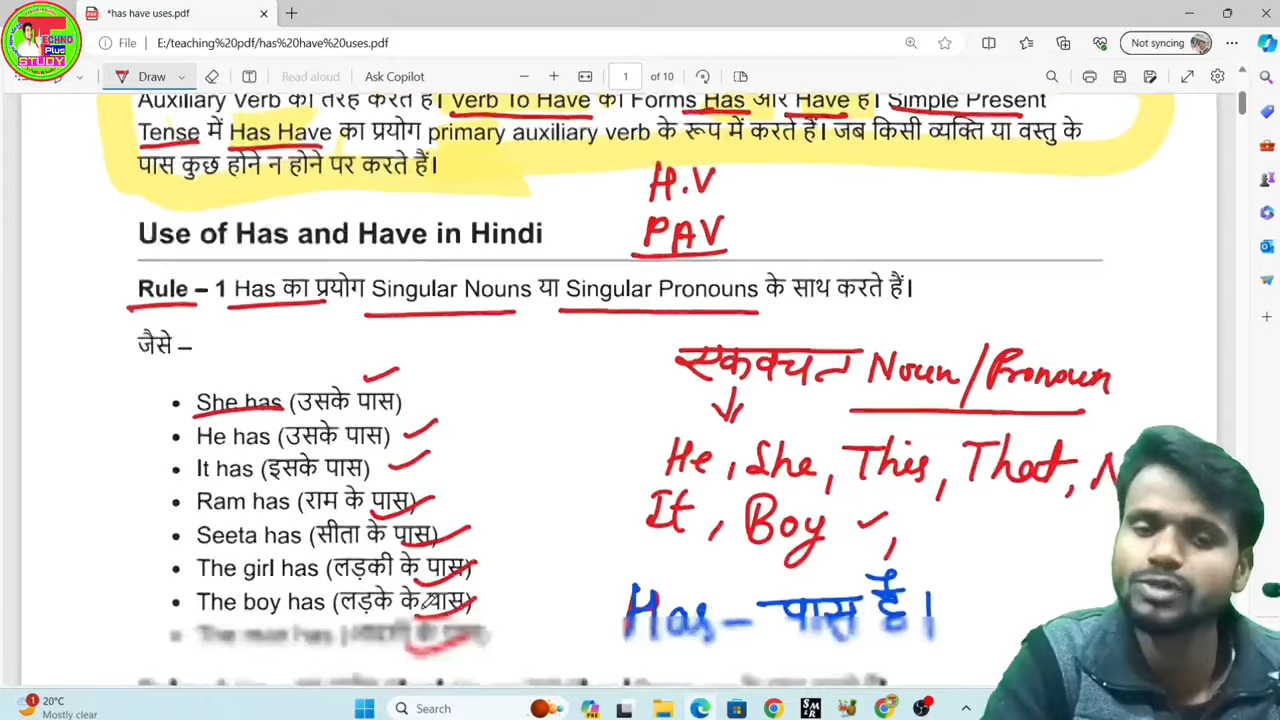 *has have uses.pdf
TECHNO
Plus
STUDY
File E:/teaching%20pdf/has%20have%20uses.pdf
Not syncing
Draw
Read aloud
Ask Copilot
1 of 10
Auxiliary Verb की तरह करते हैं। Verb To Have की Forms Has और Have हैं। Simple Present
Tense में Has Have का प्रयोग primary auxiliary verb के रूप में करते हैं। जब किसी व्यक्ति या वस्तु के
पास कुछ होने न होने पर करते हैं।
H.V
PAV
Use of Has and Have in Hindi
Rule – 1 Has का प्रयोग Singular Nouns या Singular Pronouns के साथ करते हैं।
जैसे –
एकवचन Noun/Pronoun
• She has (उसके पास)
• He has (उसके पास)
He, She, This, That,
• It has (इसके पास)
• Ram has (राम के पास)
It, Boy ,
• Seeta has (सीता के पास)
• The girl has (लड़की के पास)
• The boy has (लड़के के पास)
Has – पास है।
20°C
Mostly clear
Search